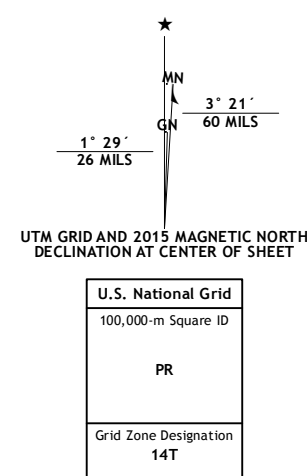 ★
MN
GN
3° 21´
60 MILS
1° 29´
26 MILS
UTM GRID AND 2015 MAGNETIC NORTH
DECLINATION AT CENTER OF SHEET
U.S. National Grid
100,000-m Square ID
PR
Grid Zone Designation
14T